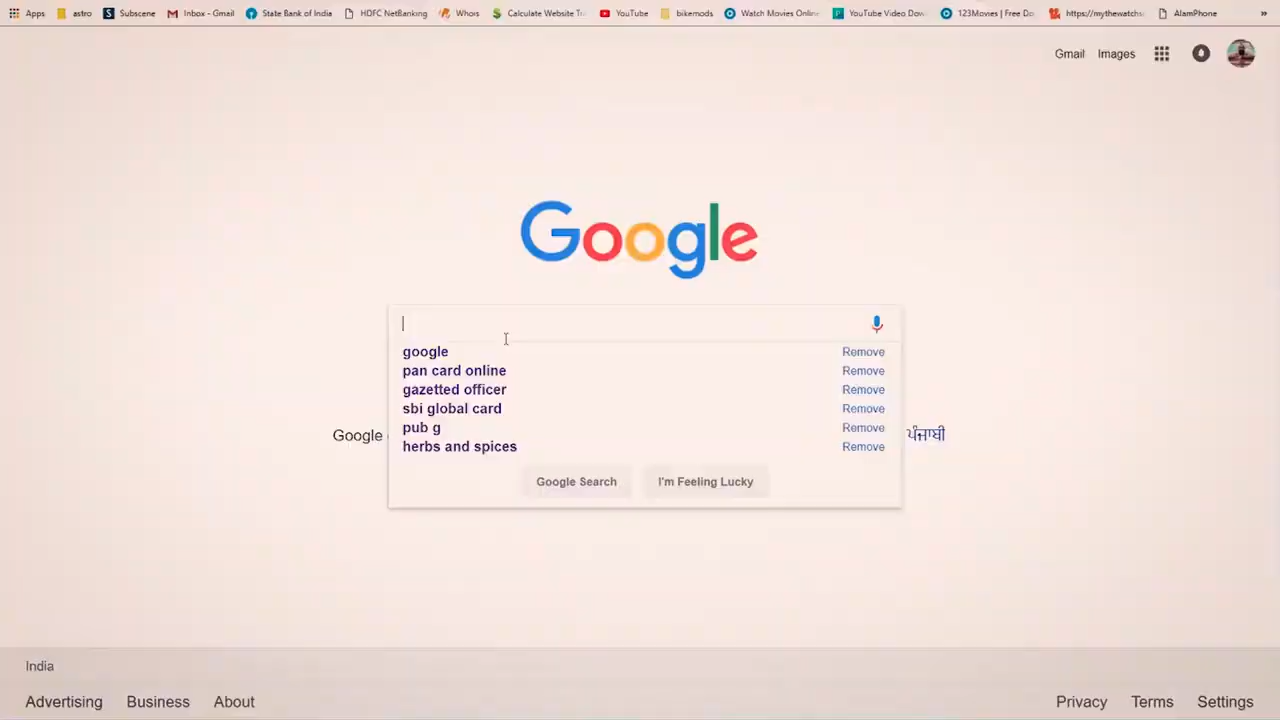 Apps astro Subscene Inbox - Gmail State Bank of India HDFC NetBanking Whois Calculate Website Tr YouTube bikemods Watch Movies Onlin YouTube Video Dow 123Movies | Free Do https://mythewatchs AlamPhone »
Gmail Images
Google
google Remove
pan card online Remove
gazetted officer Remove
sbi global card Remove
pub g Remove
Google ਪੰਜਾਬੀ
herbs and spices Remove
Google Search I'm Feeling Lucky
India
Advertising Business About Privacy Terms Settings